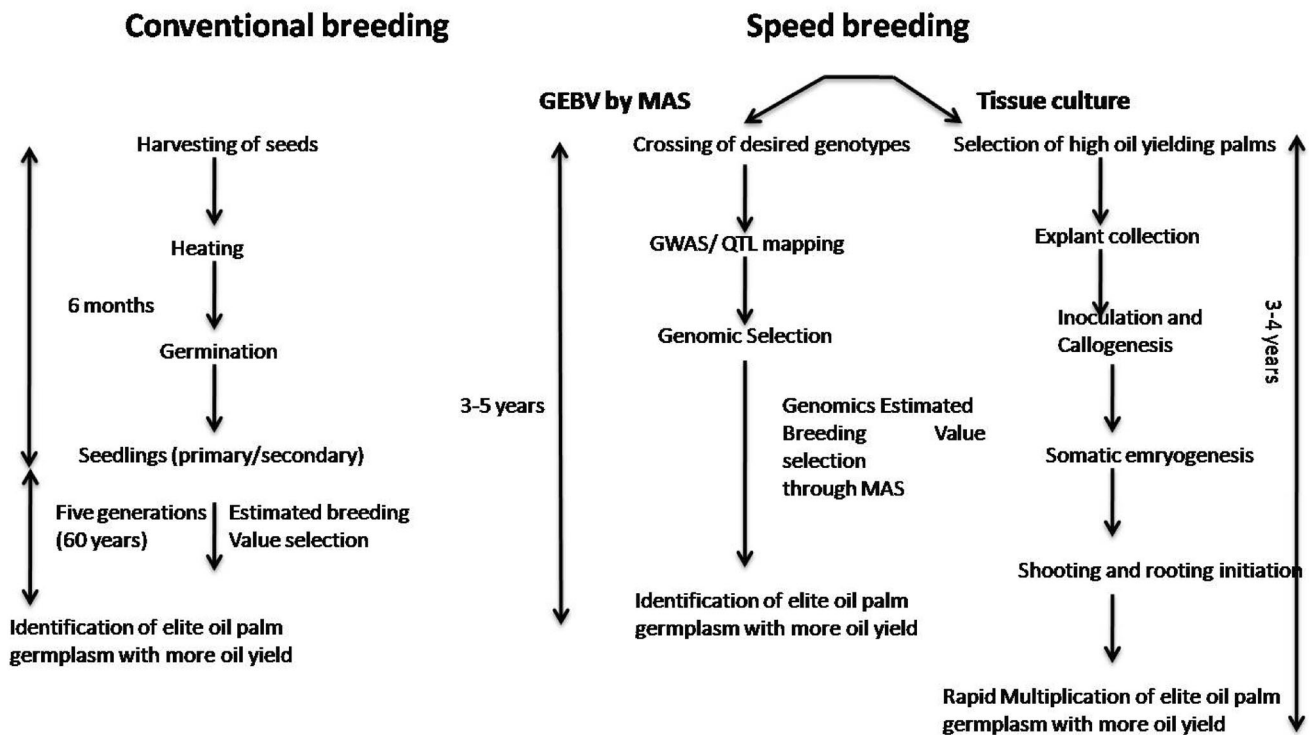 Conventional breeding
Speed breeding
Harvesting of seeds
Heating
6 months
Germination
Seedlings (primary/secondary)
Five generations
(60 years)
Estimated breeding
Value selection
Identification of elite oil palm
germplasm with more oil yield
GEBV by MAS
Crossing of desired genotypes
GWAS/ QTL mapping
Genomic Selection
3-5 years
Genomics Estimated
Breeding Value
selection
through MAS
Identification of elite oil palm
germplasm with more oil yield
Tissue culture
Selection of high oil yielding palms
Explant collection
Inoculation and
Callogenesis
3-4 years
Somatic emryogenesis
Shooting and rooting initiation
Rapid Multiplication of elite oil palm
germplasm with more oil yield